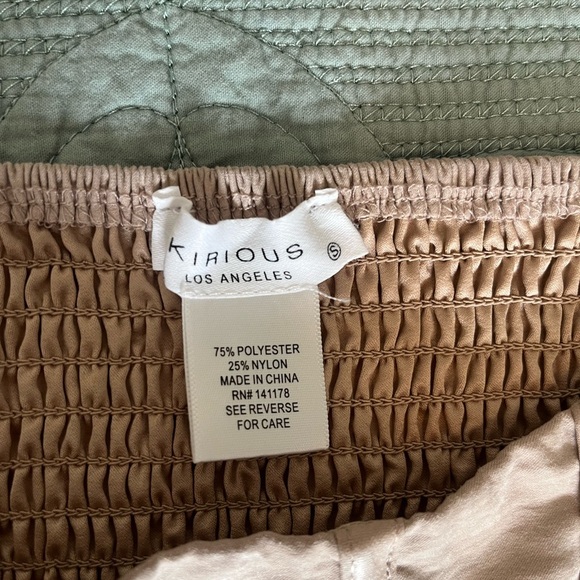 KIRIOUS S
LOS ANGELES
75% POLYESTER
25% NYLON
MADE IN CHINA
RN# 141178
SEE REVERSE
FOR CARE